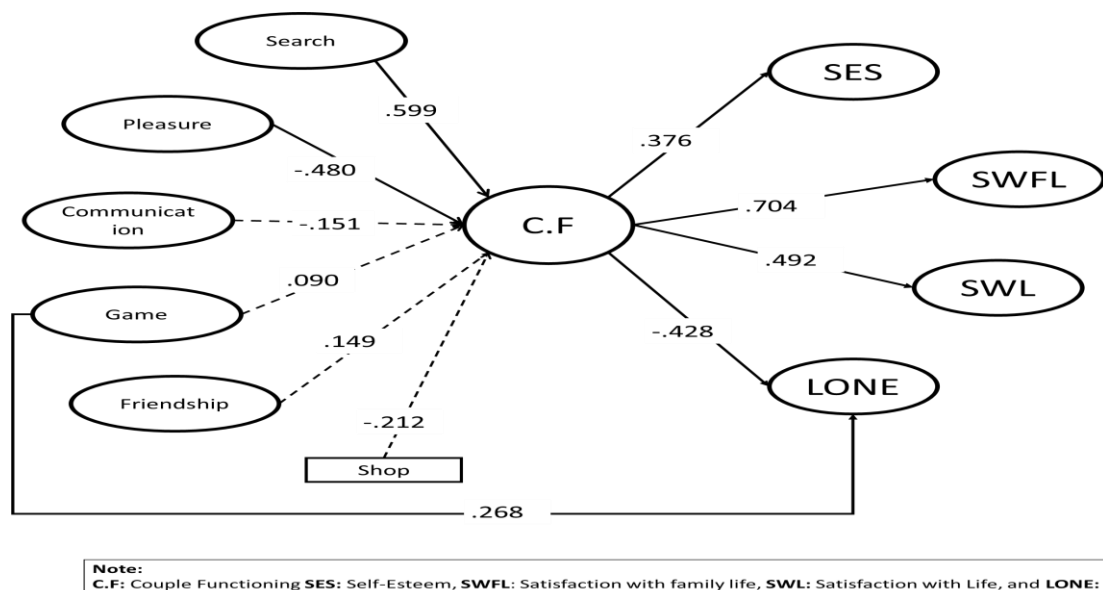 Search
SES
.599
Pleasure
.376
-.480
SWFL
Communicat
ion
-.151
C.F
.704
.492
.090
SWL
Game
.149
-.428
LONE
Friendship
-.212
Shop
.268
Note:
C.F: Couple Functioning SES: Self-Esteem, SWFL: Satisfaction with family life, SWL: Satisfaction with Life, and LONE: